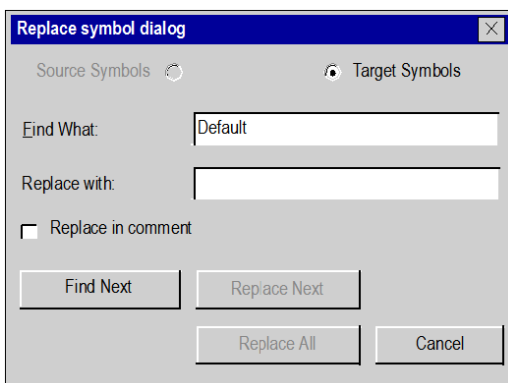 Replace symbol dialog
Source Symbols
Target Symbols
Find What:
Default
Replace with:
Replace in comment
Find Next
Replace Next
Replace All
Cancel